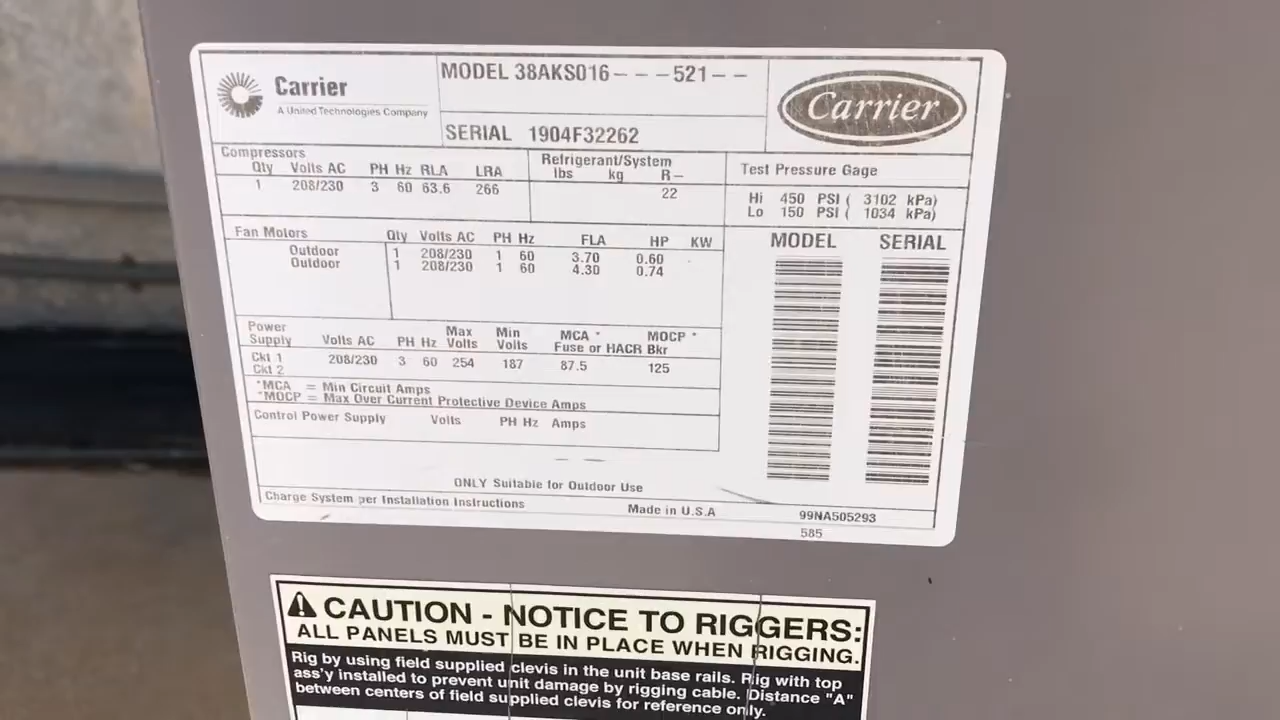 Carrier
A United Technologies Company
MODEL 38AKS016- - -521- -
SERIAL 1904F32262
Carrier
Compressors
Qty Volts AC PH Hz RLA LRA
1 208/230 3 60 63.6 266
Refrigerant/System
lbs kg R-
22
Test Pressure Gage
Hi 450 PSI ( 3102 kPa)
Lo 150 PSI ( 1034 kPa)
Fan Motors Qty Volts AC PH Hz FLA HP KW
Outdoor 1 208/230 1 60 3.70 0.60
Outdoor 1 208/230 1 60 4.30 0.74
MODEL SERIAL
Power Supply Volts AC PH Hz Max Volts Min Volts MCA * MOCP *
Fuse or HACR Bkr
Ckt 1 208/230 3 60 254 187 87.5 125
Ckt 2
*MCA = Min Circuit Amps
*MOCP = Max Over Current Protective Device Amps
Control Power Supply Volts PH Hz Amps
ONLY Suitable for Outdoor Use
Charge System per Installation Instructions
Made in U.S.A
99NA505293
585
CAUTION - NOTICE TO RIGGERS:
ALL PANELS MUST BE IN PLACE WHEN RIGGING.
Rig by using field supplied clevis in the unit base rails. Rig with top
ass'y installed to prevent unit damage by rigging cable. Distance "A"
between centers of field supplied clevis for reference only.